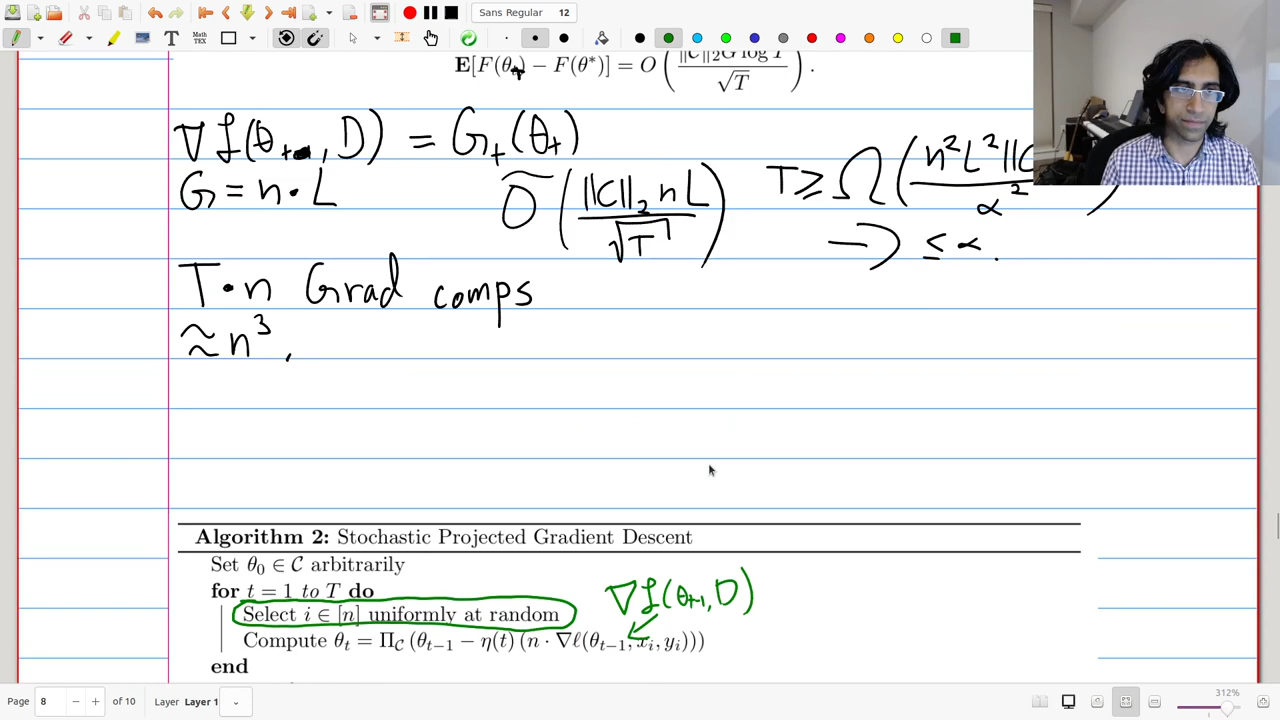 Sans Regular 12
Math
TEX
E[F(θ_t) − F(θ*)] = O(‖C‖₂G log T / √T).
∇ℒ(θ_t, D) = G_t(θ_t)
G = n · L
Õ(‖C‖₂ n L / √T)
T ≥ Ω(n²L²‖C / α²)
→ ≤ α.
T · n Grad comps
≈ n³.
Algorithm 2: Stochastic Projected Gradient Descent
Set θ₀ ∈ 𝒞 arbitrarily
for t = 1 to T do
∇ℒ(θ_{t-1}, D)
Select i ∈ [n] uniformly at random
Compute θ_t = Π_𝒞 (θ_{t−1} − η(t) (n · ∇ℓ(θ_{t−1}, x_i, y_i)))
end
Page 8 of 10 Layer Layer 1 312%